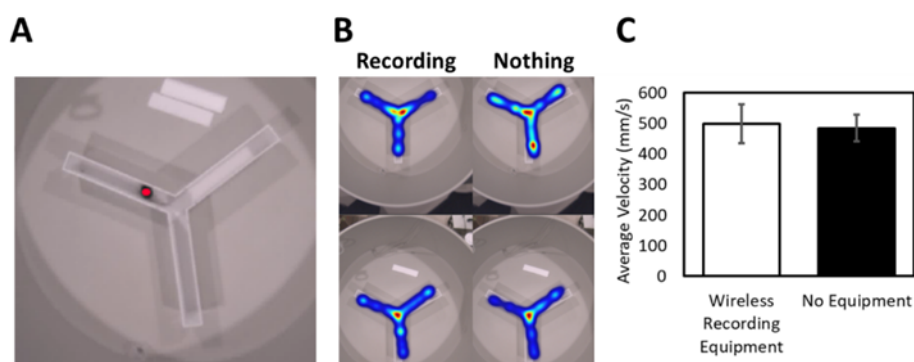 A
B
Recording
Nothing
C
Average Velocity (mm/s)
600
500
400
300
200
100
0
Wireless
Recording
Equipment
No Equipment